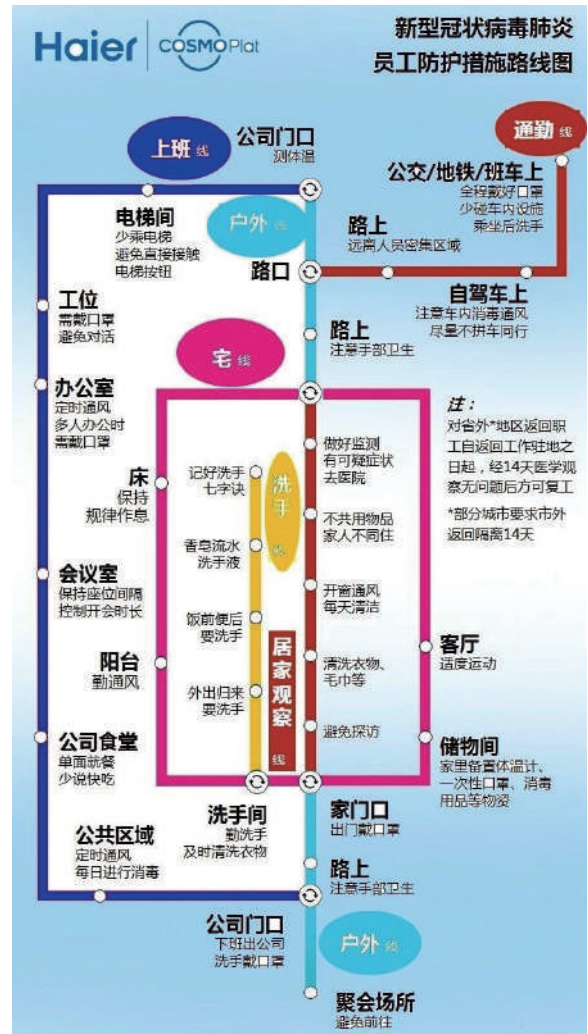 Haier
COSMOPlat
新型冠状病毒肺炎
员工防护措施路线图
上班 线
公司门口
测体温
通勤 线
公交/地铁/班车上
全程戴好口罩
少碰车内设施
乘坐后洗手
电梯间
少乘电梯
避免直接接触
电梯按钮
户外 线
路口
路上
远离人员密集区域
自驾车上
注意车内消毒通风
尽量不拼车同行
工位
需戴口罩
避免对话
路上
注意手部卫生
宅 线
办公室
定时通风
多人办公时
需戴口罩
注：
对省外*地区返回职
工自返回工作驻地之
日起，经14天医学观
察无问题后方可复工
*部分城市要求市外
返回隔离14天
床
保持
规律作息
记好洗手
七字诀
洗手 线
做好监测
有可疑症状
去医院
香皂流水
洗手液
不共用物品
家人不同住
会议室
保持座位间隔
控制开会时长
饭前便后
要洗手
开窗通风
每天清洁
阳台
勤通风
外出归来
要洗手
居家观察 线
清洗衣物、
毛巾等
客厅
适度运动
公司食堂
单面就餐
少说快吃
避免探访
储物间
家里备置体温计、
一次性口罩、消毒
用品等物资
洗手间
勤洗手
及时清洗衣物
家门口
出门戴口罩
公共区域
定时通风
每日进行消毒
路上
注意手部卫生
公司门口
下班出公司
洗手戴口罩
户外 线
聚会场所
避免前往